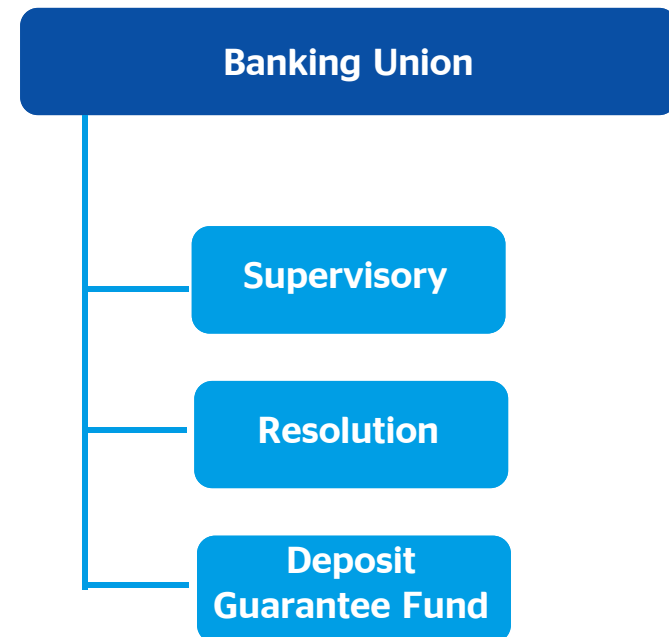 Banking Union
Supervisory
Resolution
Deposit
Guarantee Fund